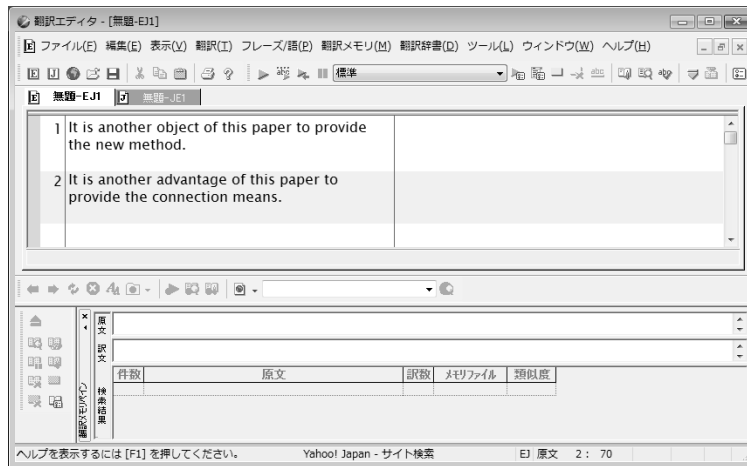 翻訳エディタ - [無題-EJ1]
ファイル(F) 編集(E) 表示(V) 翻訳(T) フレーズ/語(P) 翻訳メモリ(M) 翻訳辞書(D) ツール(L) ウィンドウ(W) ヘルプ(H)
標準
無題-EJ1 無題-JE1
1 It is another object of this paper to provide
the new method.
2 It is another advantage of this paper to
provide the connection means.
原文
訳文
件数 原文 訳数 メモリファイル 類似度
検索結果
翻訳メモリペイン
ヘルプを表示するには [F1] を押してください。 Yahoo! Japan - サイト検索 EJ 原文 2: 70